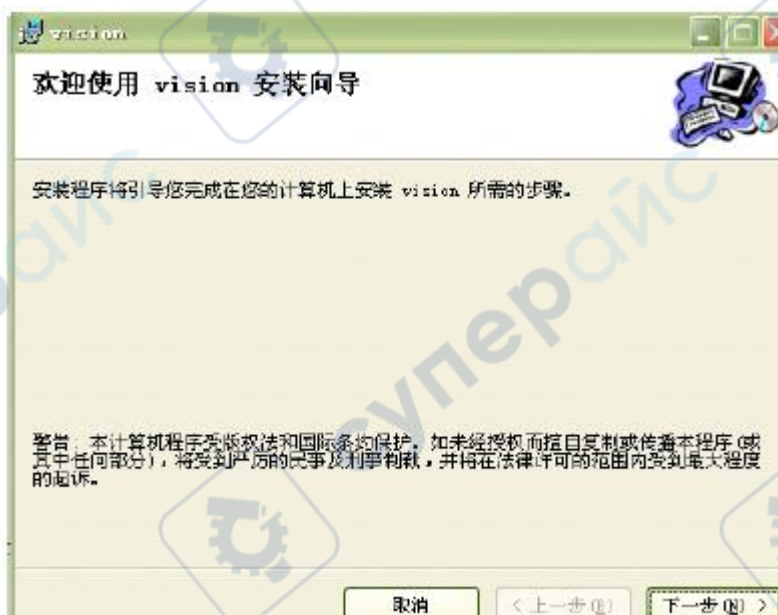 vision
欢迎使用 vision 安装向导
安装程序将引导您完成在您的计算机上安装 vision 所需的步骤。
警告: 本计算机程序受版权法和国际条约保护。如未经授权而擅自复制或传播本程序(或
其中任何部分),将受到严厉的民事及刑事制裁,并将在法律许可的范围内受到最大程度
的起诉。
取消
< 上一步(B)
下一步(N) >
суперайс